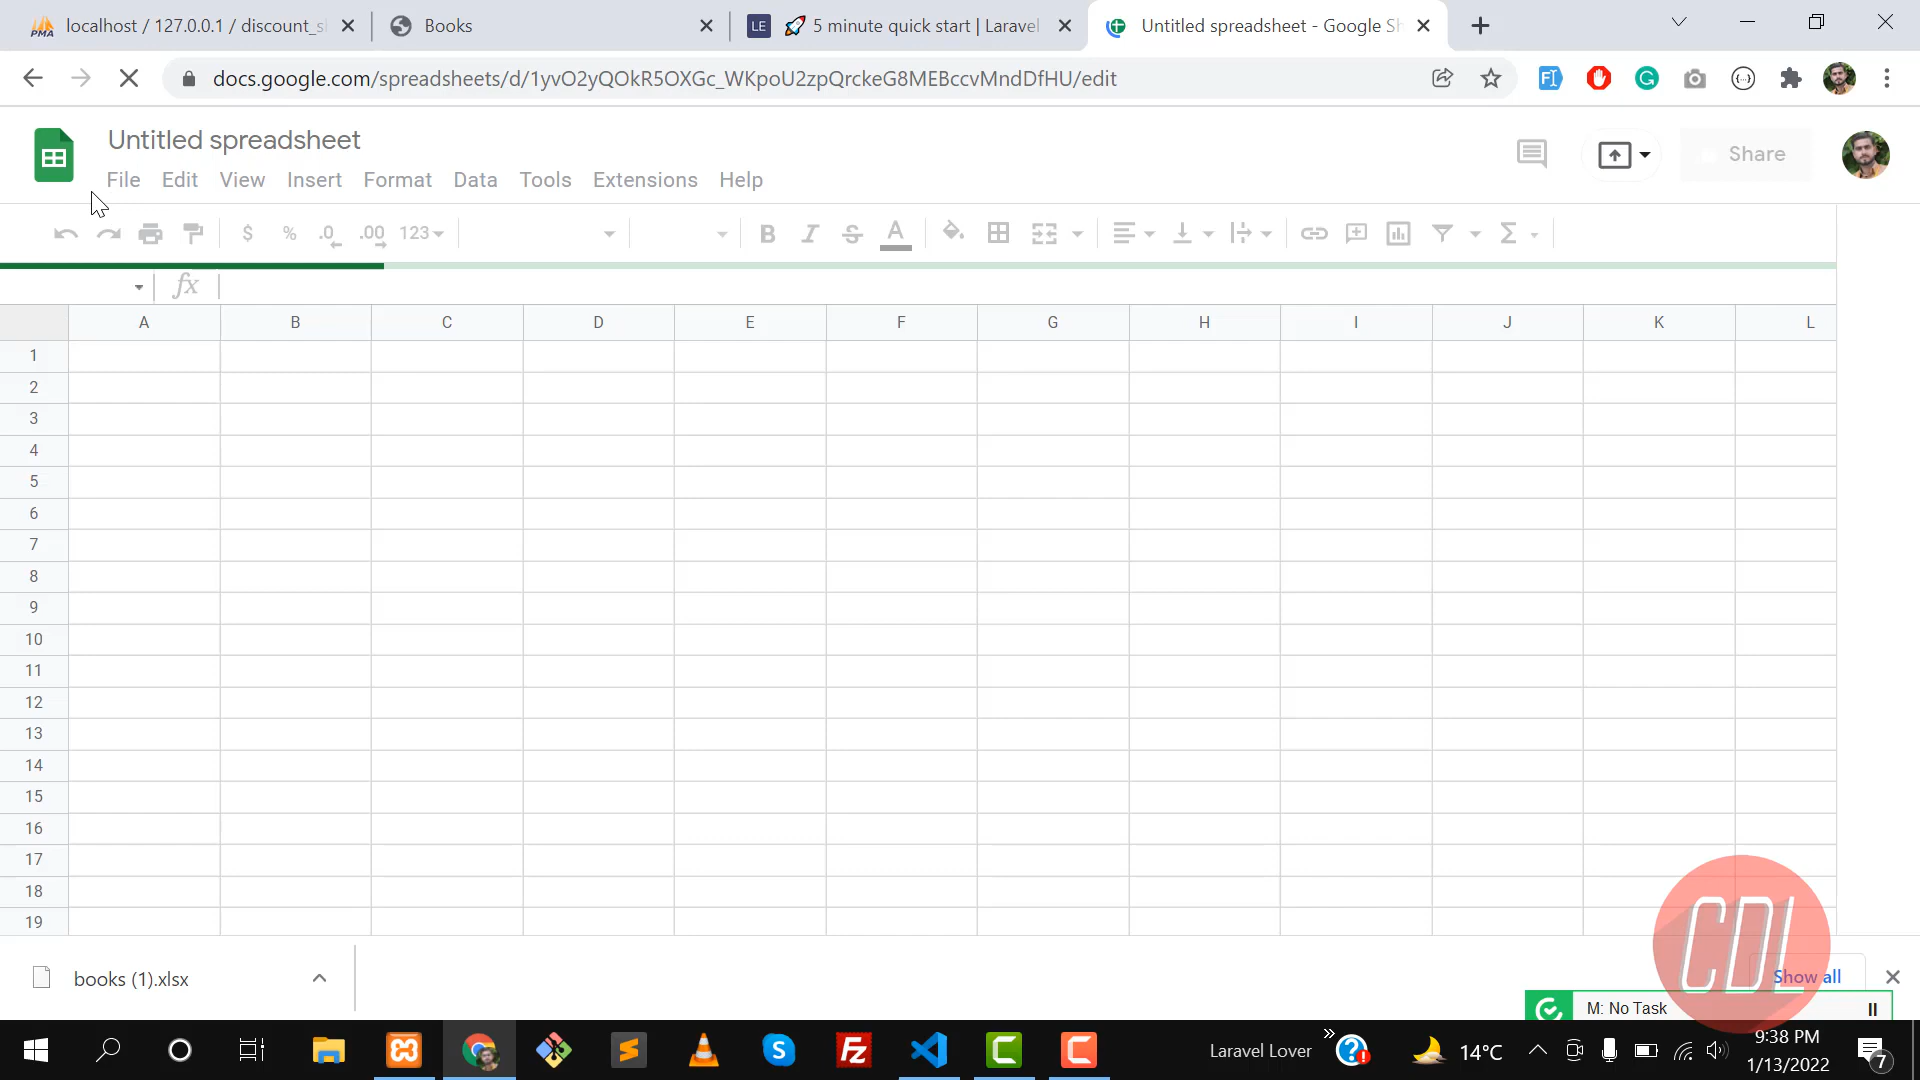 localhost / 127.0.0.1 / discount_s
Books
LE 🚀 5 minute quick start | Laravel
Untitled spreadsheet - Google Sh
docs.google.com/spreadsheets/d/1yvO2yQOkR5OXGc_WKpoU2zpQrckeG8MEBccvMndDfHU/edit
Untitled spreadsheet
File Edit View Insert Format Data Tools Extensions Help
Share
$ % .0 .00 123 B I S A Σ
fx
A B C D E F G H I J K L
1
2
3
4
5
6
7
8
9
10
11
12
13
14
15
16
17
18
19
books (1).xlsx
Show all
CDL
M: No Task
Laravel Lover
14°C
9:38 PM
1/13/2022
7